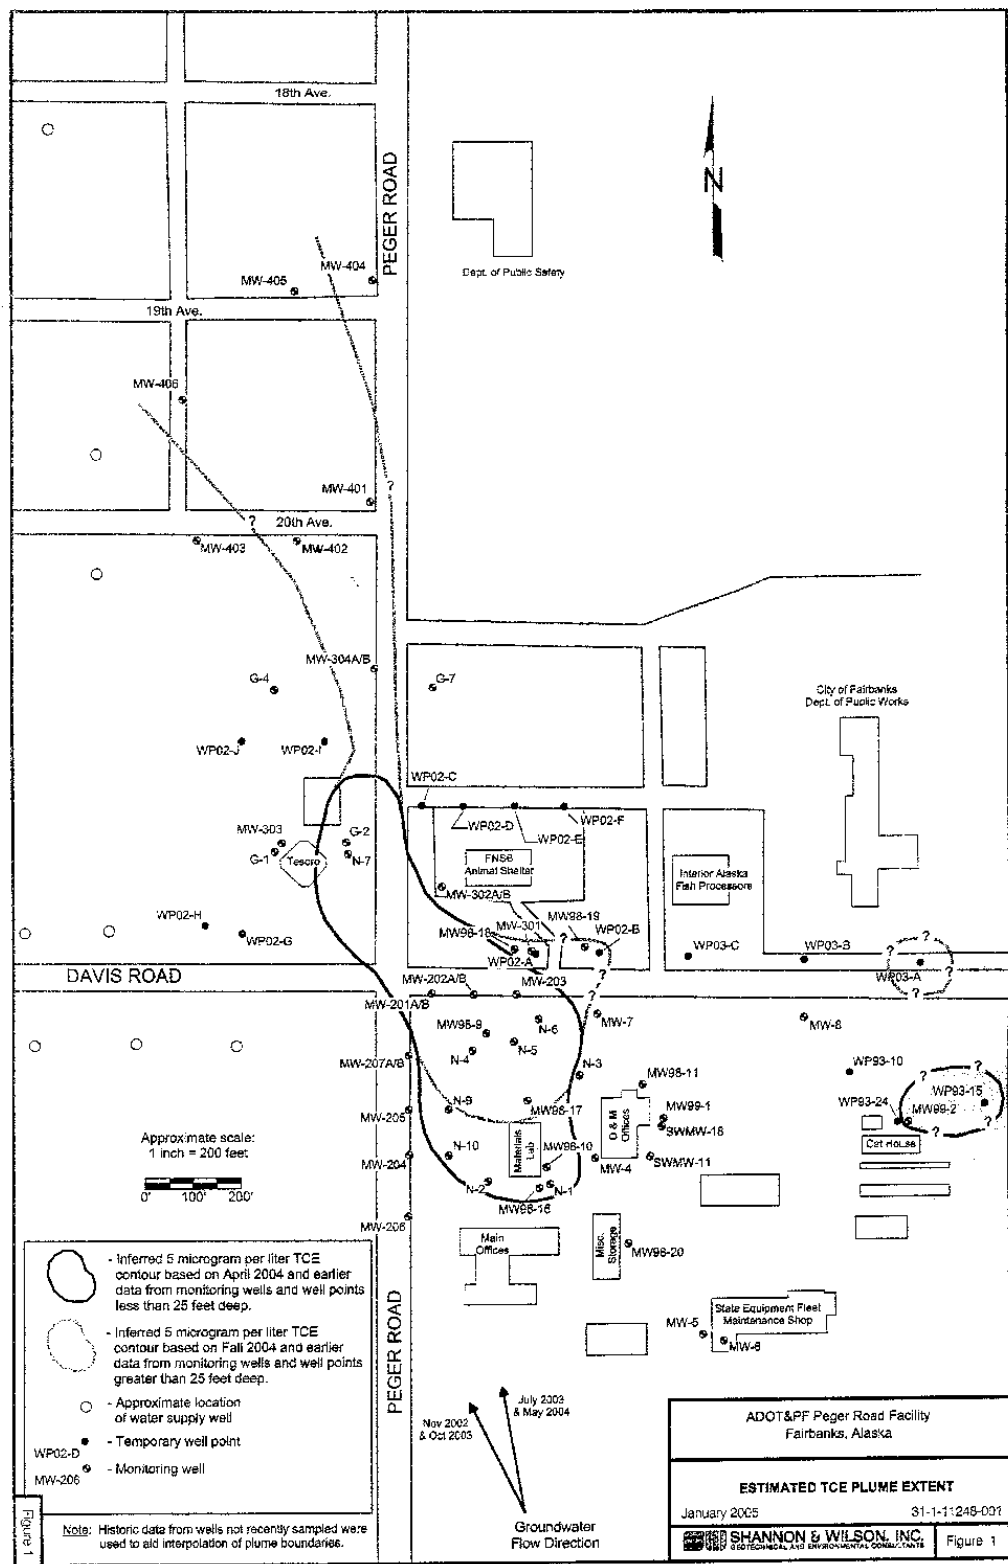 18th Ave.
PEGER ROAD
N
Dept. of Public Safety
MW-404
MW-405
19th Ave.
MW-406
MW-401
?
?
20th Ave.
MW-403
MW-402
MW-304A/B
G-4
G-7
City of Fairbanks
Dept. of Public Works
WP02-J
WP02-I
WP02-C
WP02-D
WP02-E
WP02-F
MW-303
G-2
G-1
Tesoro
N-7
FNSB
Animal Shelter
Interior Alaska
Fish Processors
MW-302A/B
WP02-H
WP02-G
MW98-18
MW-301
MW98-19
WP02-B
WP02-A
?
?
?
WP03-C
WP03-B
WP03-A
?
?
DAVIS ROAD
MW-202A/B
MW-203
MW-201A/B
MW-7
MW-8
MW98-9
N-6
N-5
N-4
MW-207A/B
N-3
MW98-11
WP93-10
?
?
WP93-15
WP93-24
MW99-2
?
?
Cat House
MW-205
N-9
MW98-17
O & M
Offices
MW99-1
SWMW-18
Approximate scale:
1 inch = 200 feet
0' 100' 200'
N-10
Materials
Lab
MW98-10
MW-204
MW-4
SWMW-11
N-2
MW98-16
N-1
MW-206
Main
Offices
Misc.
Storage
MW98-20
State Equipment Fleet
Maintenance Shop
MW-5
MW-6
- Inferred 5 microgram per liter TCE
contour based on April 2004 and earlier
data from monitoring wells and well points
less than 25 feet deep.
- Inferred 5 microgram per liter TCE
contour based on Fall 2004 and earlier
data from monitoring wells and well points
greater than 25 feet deep.
- Approximate location
of water supply well
- Temporary well point
WP02-D
- Monitoring well
MW-206
Note: Historic data from wells not recently sampled were
used to aid interpolation of plume boundaries.
Figure 1
PEGER ROAD
July 2003
& May 2004
Nov 2002
& Oct 2003
Groundwater
Flow Direction
ADOT&PF Peger Road Facility
Fairbanks, Alaska
ESTIMATED TCE PLUME EXTENT
January 2005
31-1-11248-001
SHANNON & WILSON, INC.
GEOTECHNICAL AND ENVIRONMENTAL CONSULTANTS
Figure 1